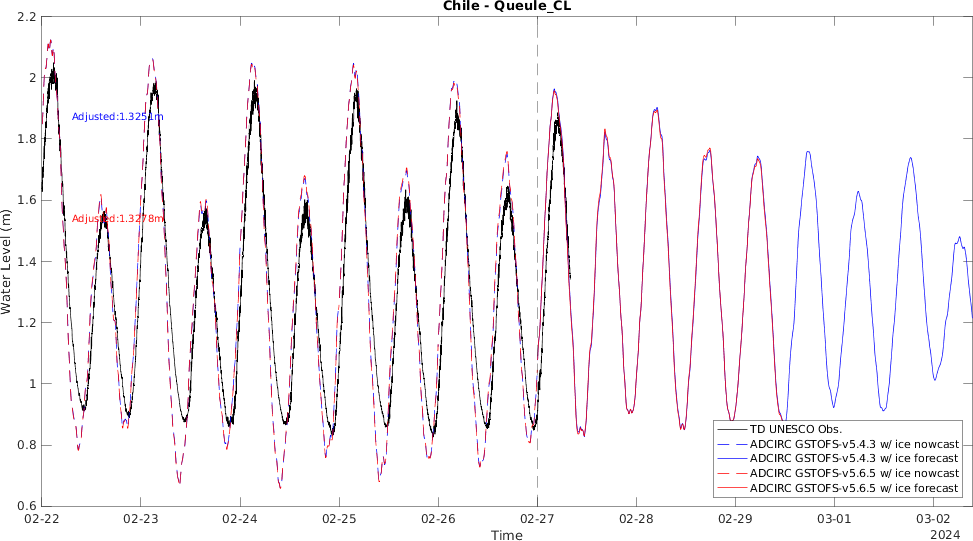 Chile - Queule_CL
2.2
2
1.8
1.6
1.4
1.2
1
0.8
0.6
Water Level (m)
Adjusted:1.3251m
Adjusted:1.3278m
TD UNESCO Obs.
ADCIRC GSTOFS-v5.4.3 w/ ice nowcast
ADCIRC GSTOFS-v5.4.3 w/ ice forecast
ADCIRC GSTOFS-v5.6.5 w/ ice nowcast
ADCIRC GSTOFS-v5.6.5 w/ ice forecast
02-22 02-23 02-24 02-25 02-26 02-27 02-28 02-29 03-01 03-02
Time
2024